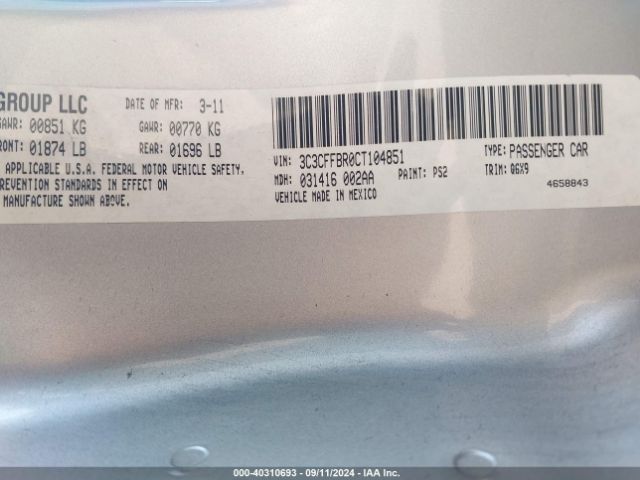 GROUP LLC DATE OF MFR: 3-11
GAWR: 00851 KG GAWR: 00770 KG
FRONT: 01874 LB REAR: 01696 LB
APPLICABLE U.S.A. FEDERAL MOTOR VEHICLE SAFETY.
PREVENTION STANDARDS IN EFFECT ON
MANUFACTURE SHOWN ABOVE.
VIN: 3C3CFFBR0CT104851 TYPE: PASSENGER CAR
MDH: 031416 002AA PAINT: PS2 TRIM: Q6X9
VEHICLE MADE IN MEXICO 4658843
000-40310693 - 09/11/2024 - IAA Inc.